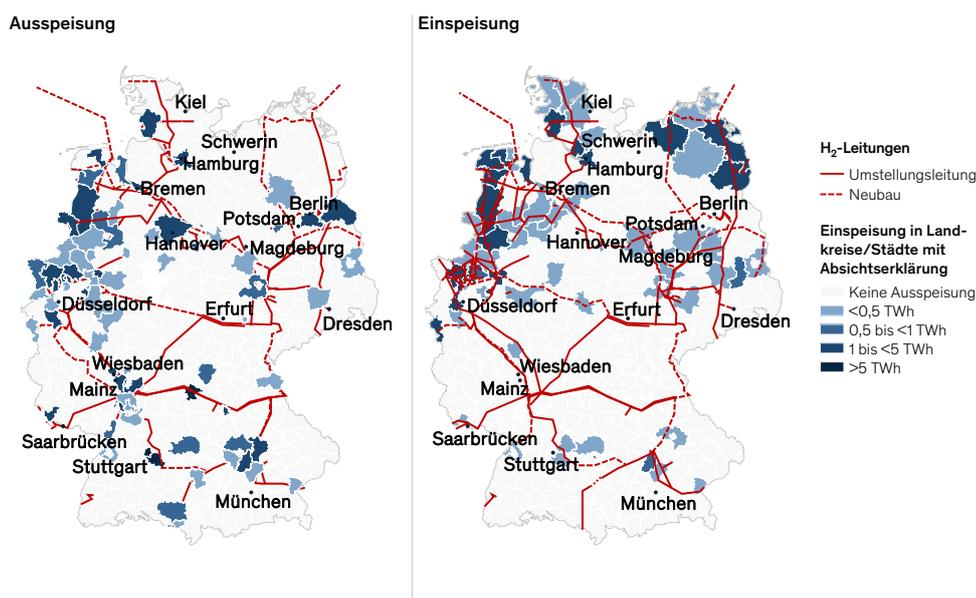 Ausspeisung
Kiel
Schwerin
Hamburg
Bremen
Berlin
Potsdam
Hannover
Magdeburg
Düsseldorf
Erfurt
Dresden
Wiesbaden
Mainz
Saarbrücken
Stuttgart
München
Einspeisung
Kiel
Schwerin
Hamburg
Bremen
Berlin
Potsdam
Hannover
Magdeburg
Düsseldorf
Erfurt
Dresden
Wiesbaden
Mainz
Saarbrücken
Stuttgart
München
H₂-Leitungen
Umstellungsleitung
Neubau
Einspeisung in Land-
kreise/Städte mit
Absichtserklärung
Keine Ausspeisung
<0,5 TWh
0,5 bis <1 TWh
1 bis <5 TWh
>5 TWh